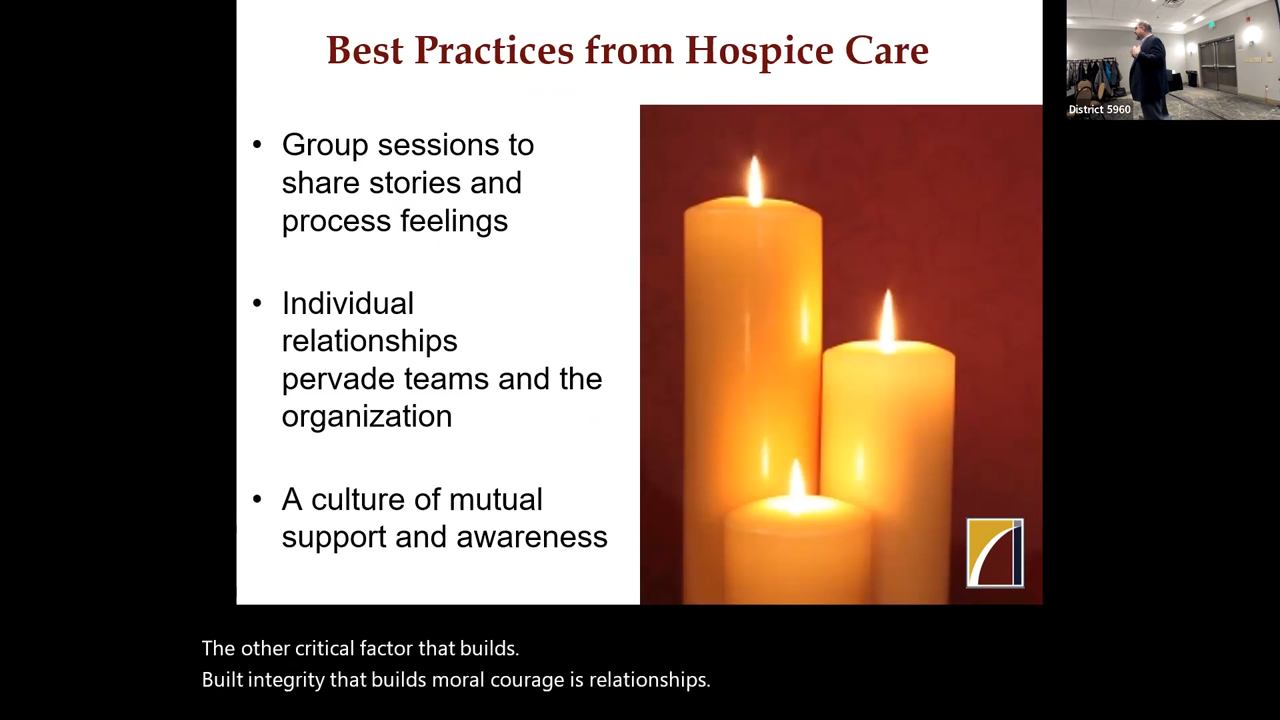 Best Practices from Hospice Care
District 5960
• Group sessions to
share stories and
process feelings
• Individual
relationships
pervade teams and the
organization
• A culture of mutual
support and awareness
The other critical factor that builds.
Built integrity that builds moral courage is relationships.